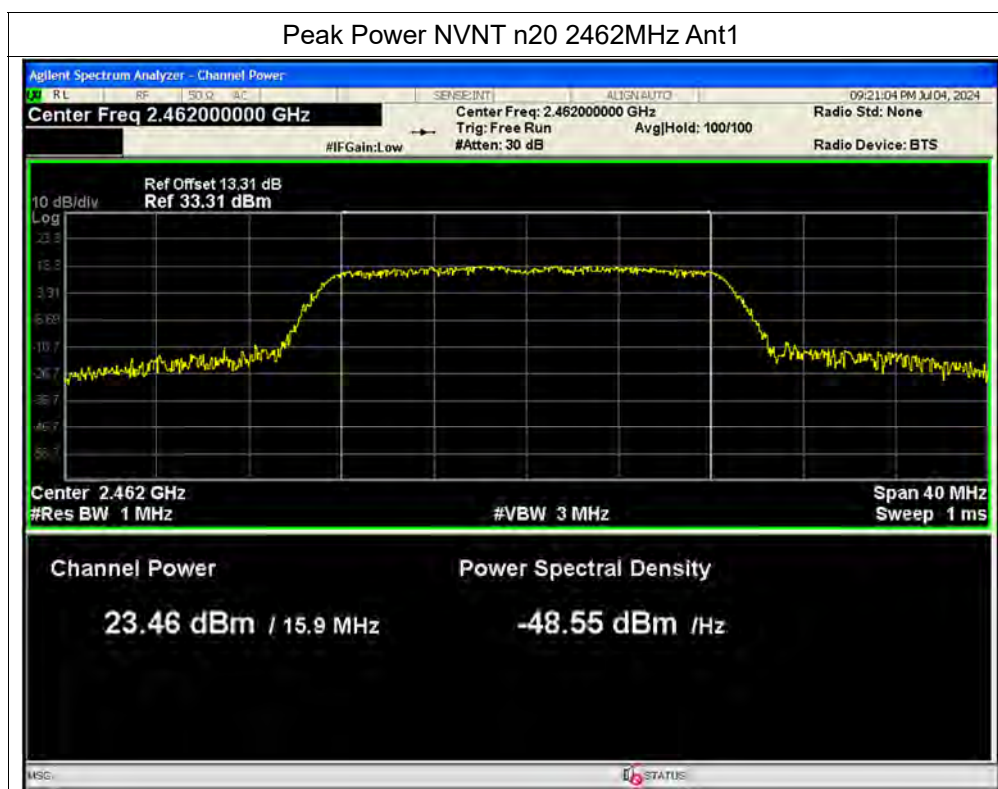 Peak Power NVNT n20 2462MHz Ant1
Agilent Spectrum Analyzer - Channel Power
RL RF 50 Ω AC SENSE:INT ALIGN AUTO 09:21:04 PM Jul 04, 2024
Center Freq 2.462000000 GHz
Center Freq: 2.462000000 GHz
Radio Std: None
Trig: Free Run Avg|Hold: 100/100
#IFGain:Low #Atten: 30 dB
Radio Device: BTS
Ref Offset 13.31 dB
10 dB/div Ref 33.31 dBm
Log
23.3
13.3
3.31
-6.69
-16.7
-26.7
-36.7
-46.7
-56.7
Center 2.462 GHz Span 40 MHz
#Res BW 1 MHz #VBW 3 MHz Sweep 1 ms
Channel Power
Power Spectral Density
23.46 dBm / 15.9 MHz
-48.55 dBm /Hz
MSG STATUS